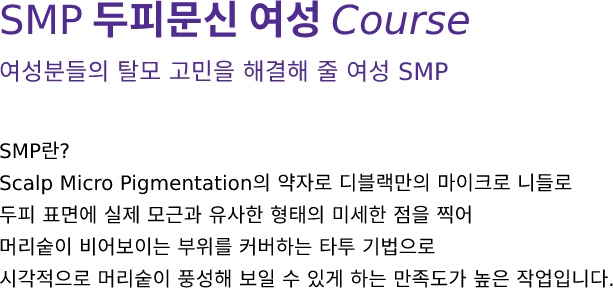 SMP 두피문신 여성 Course
여성분들의 탈모 고민을 해결해 줄 여성 SMP
SMP란?
Scalp Micro Pigmentation의 약자로 디블랙만의 마이크로 니들로
두피 표면에 실제 모근과 유사한 형태의 미세한 점을 찍어
머리숱이 비어보이는 부위를 커버하는 타투 기법으로
시각적으로 머리숱이 풍성해 보일 수 있게 하는 만족도가 높은 작업입니다.